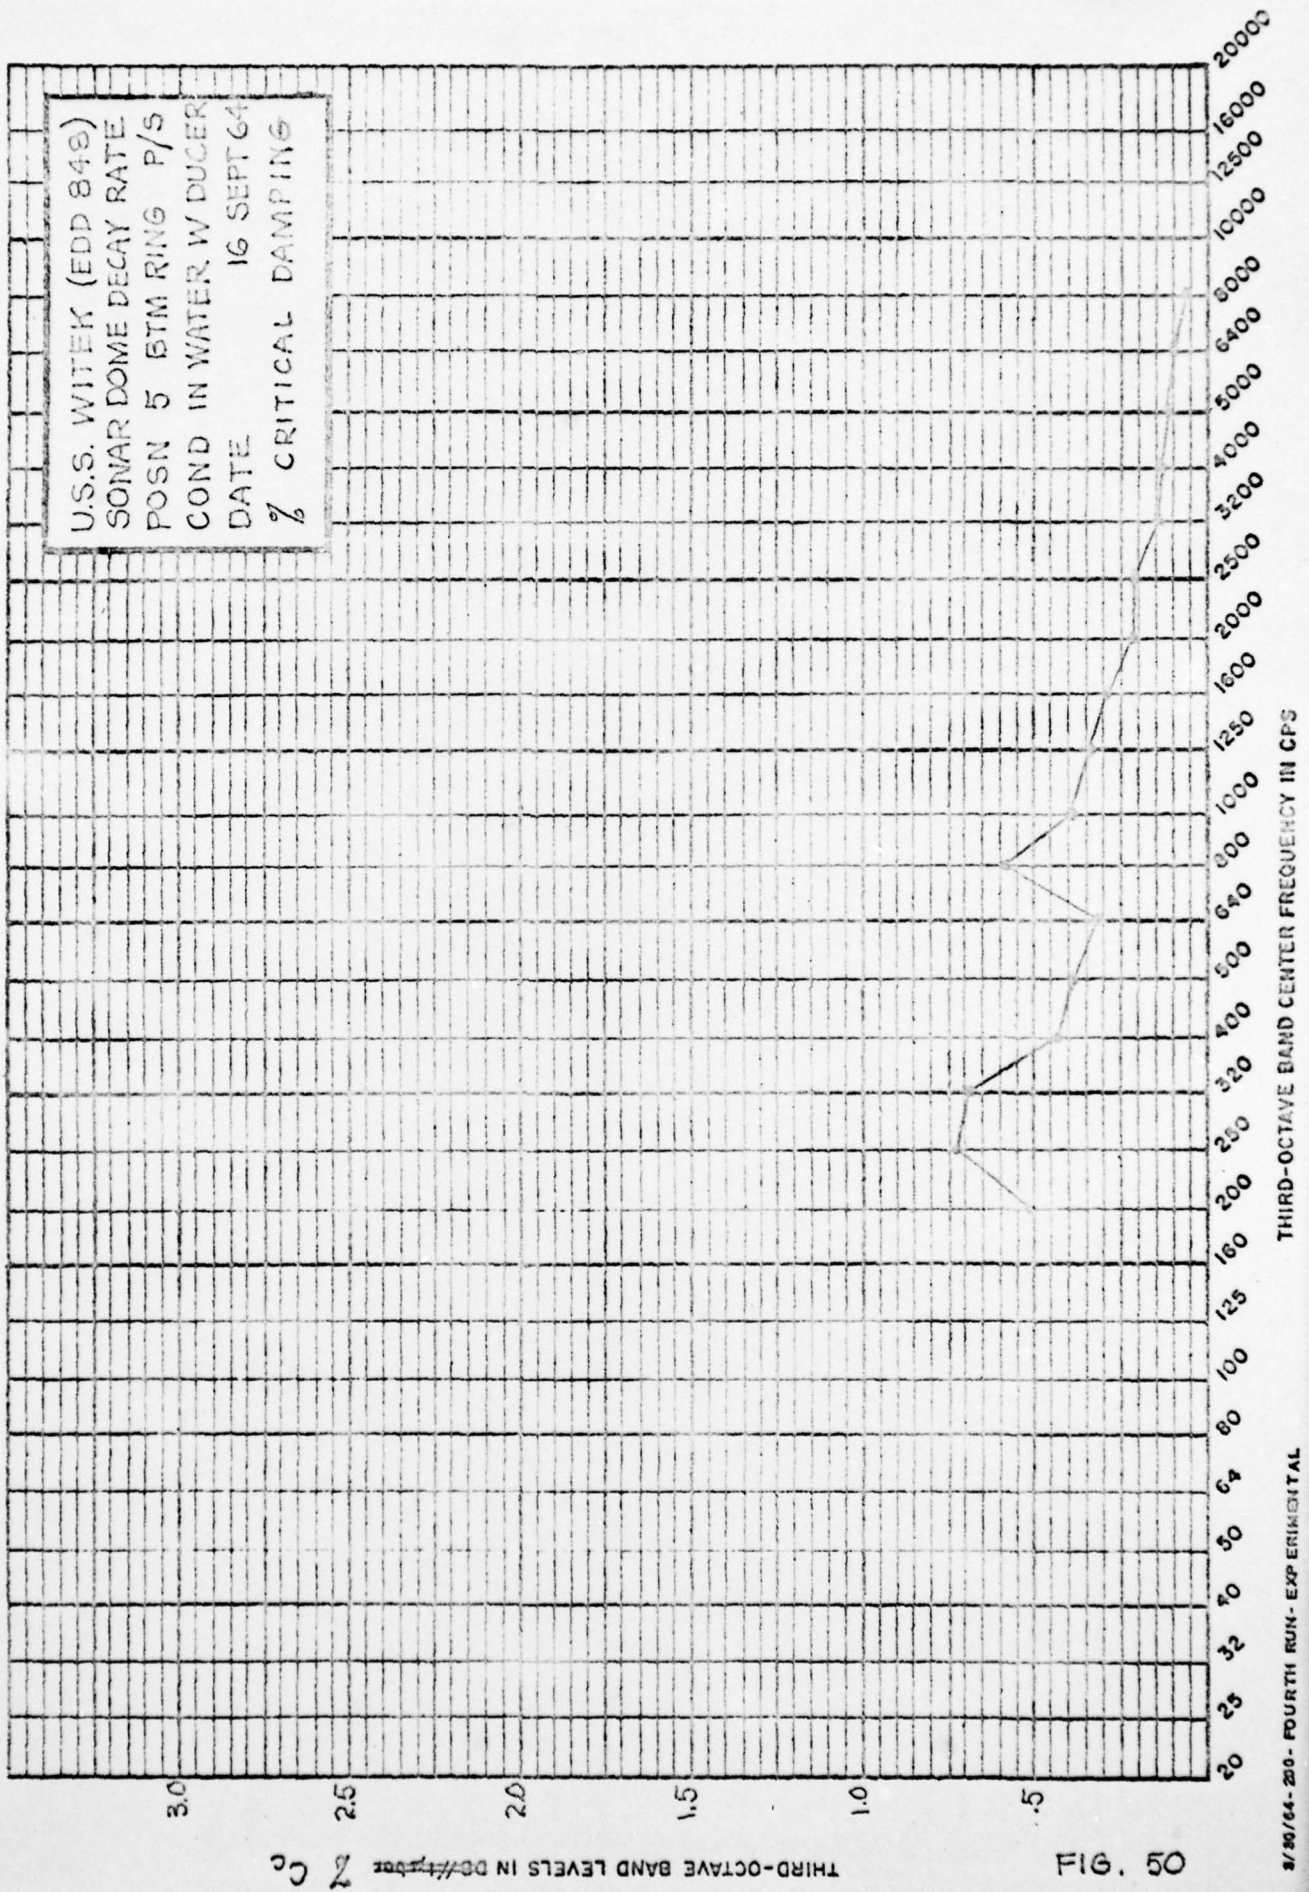 U.S.S. WITEK (EDD 848)
SONAR DOME DECAY RATE
POSN 5 BTM RING P/S
COND IN WATER W DUCER
DATE 16 SEPT 64
% CRITICAL DAMPING
THIRD-OCTAVE BAND LEVELS IN % Cc
3.0
2.5
2.0
1.5
1.0
.5
20 25 32 40 50 64 80 100 125 160 200 250 320 400 500 640 800 1000 1250 1600 2000 2500 3200 4000 5000 6400 8000 10000 12500 16000 20000
THIRD-OCTAVE BAND CENTER FREQUENCY IN CPS
FIG. 50
3/30/64-200- FOURTH RUN- EXPERIMENTAL